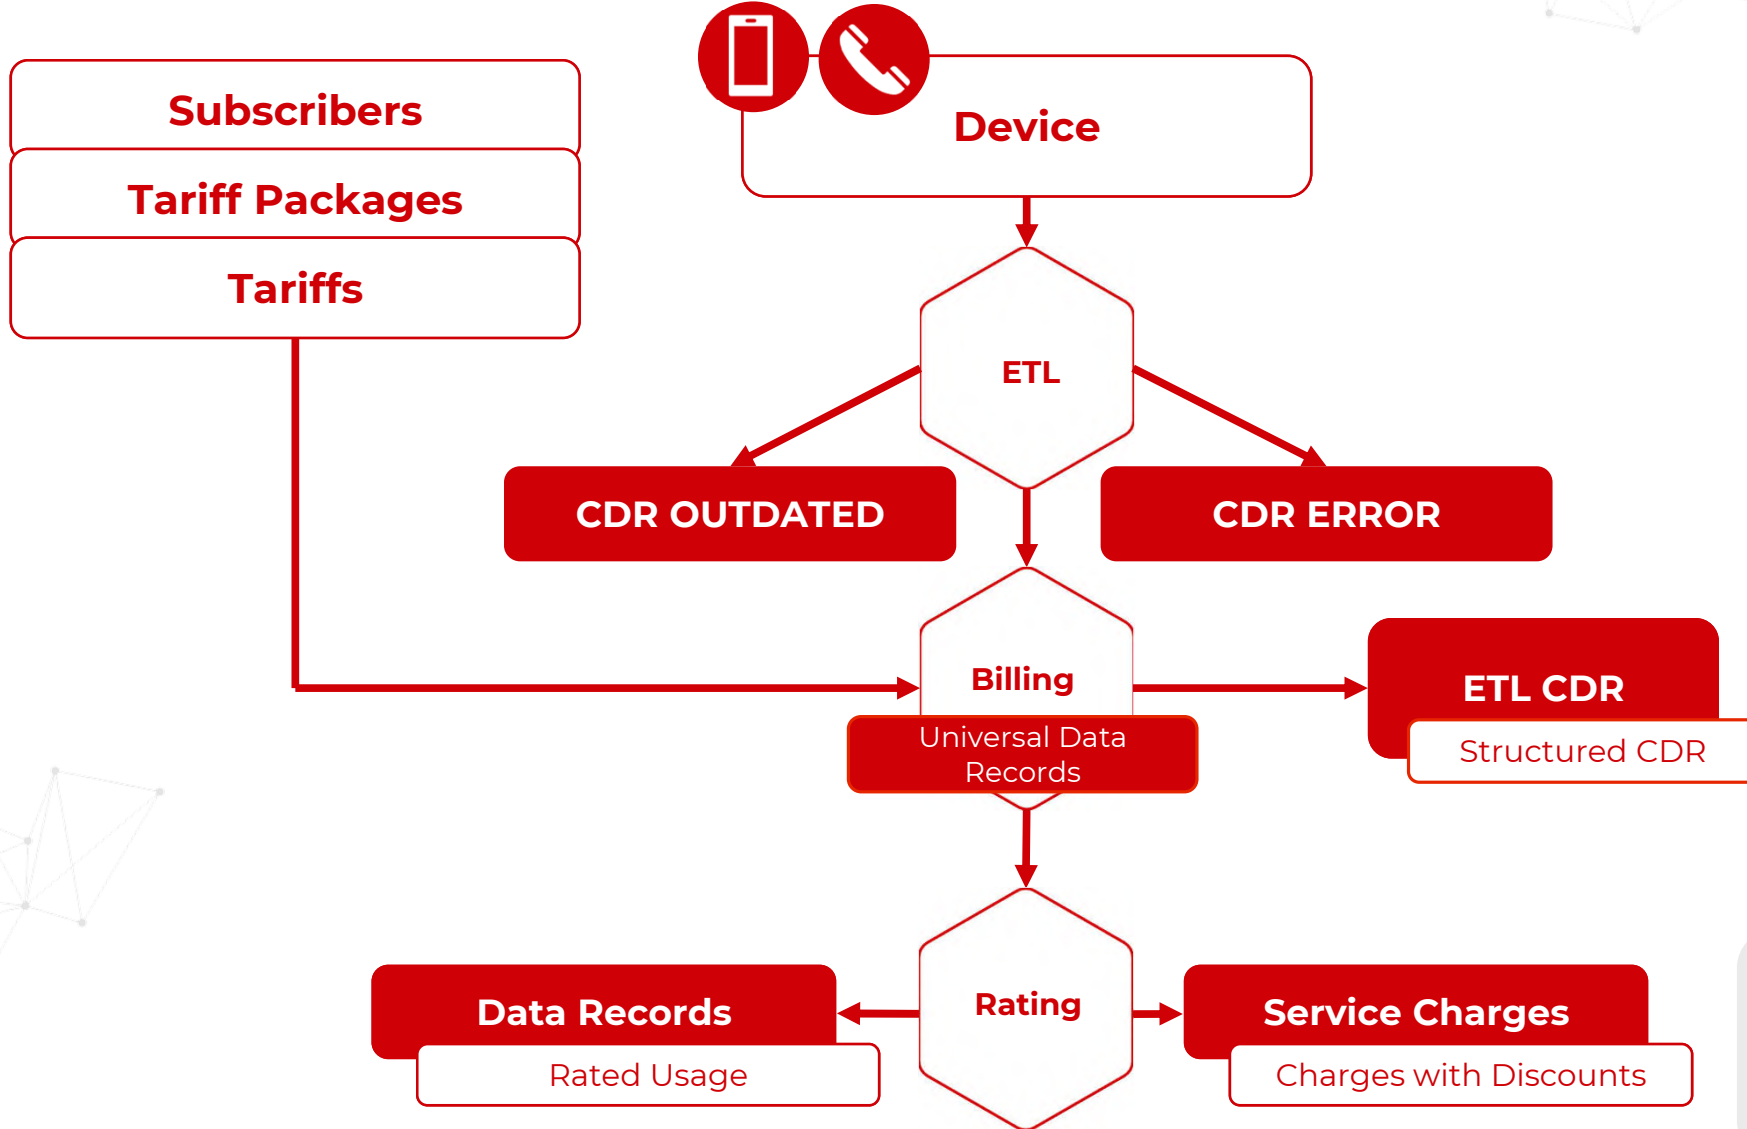 Subscribers
Tariff Packages
Tariffs
Device
ETL
CDR OUTDATED
CDR ERROR
Billing
Universal Data
Records
ETL CDR
Structured CDR
Rating
Data Records
Rated Usage
Service Charges
Charges with Discounts